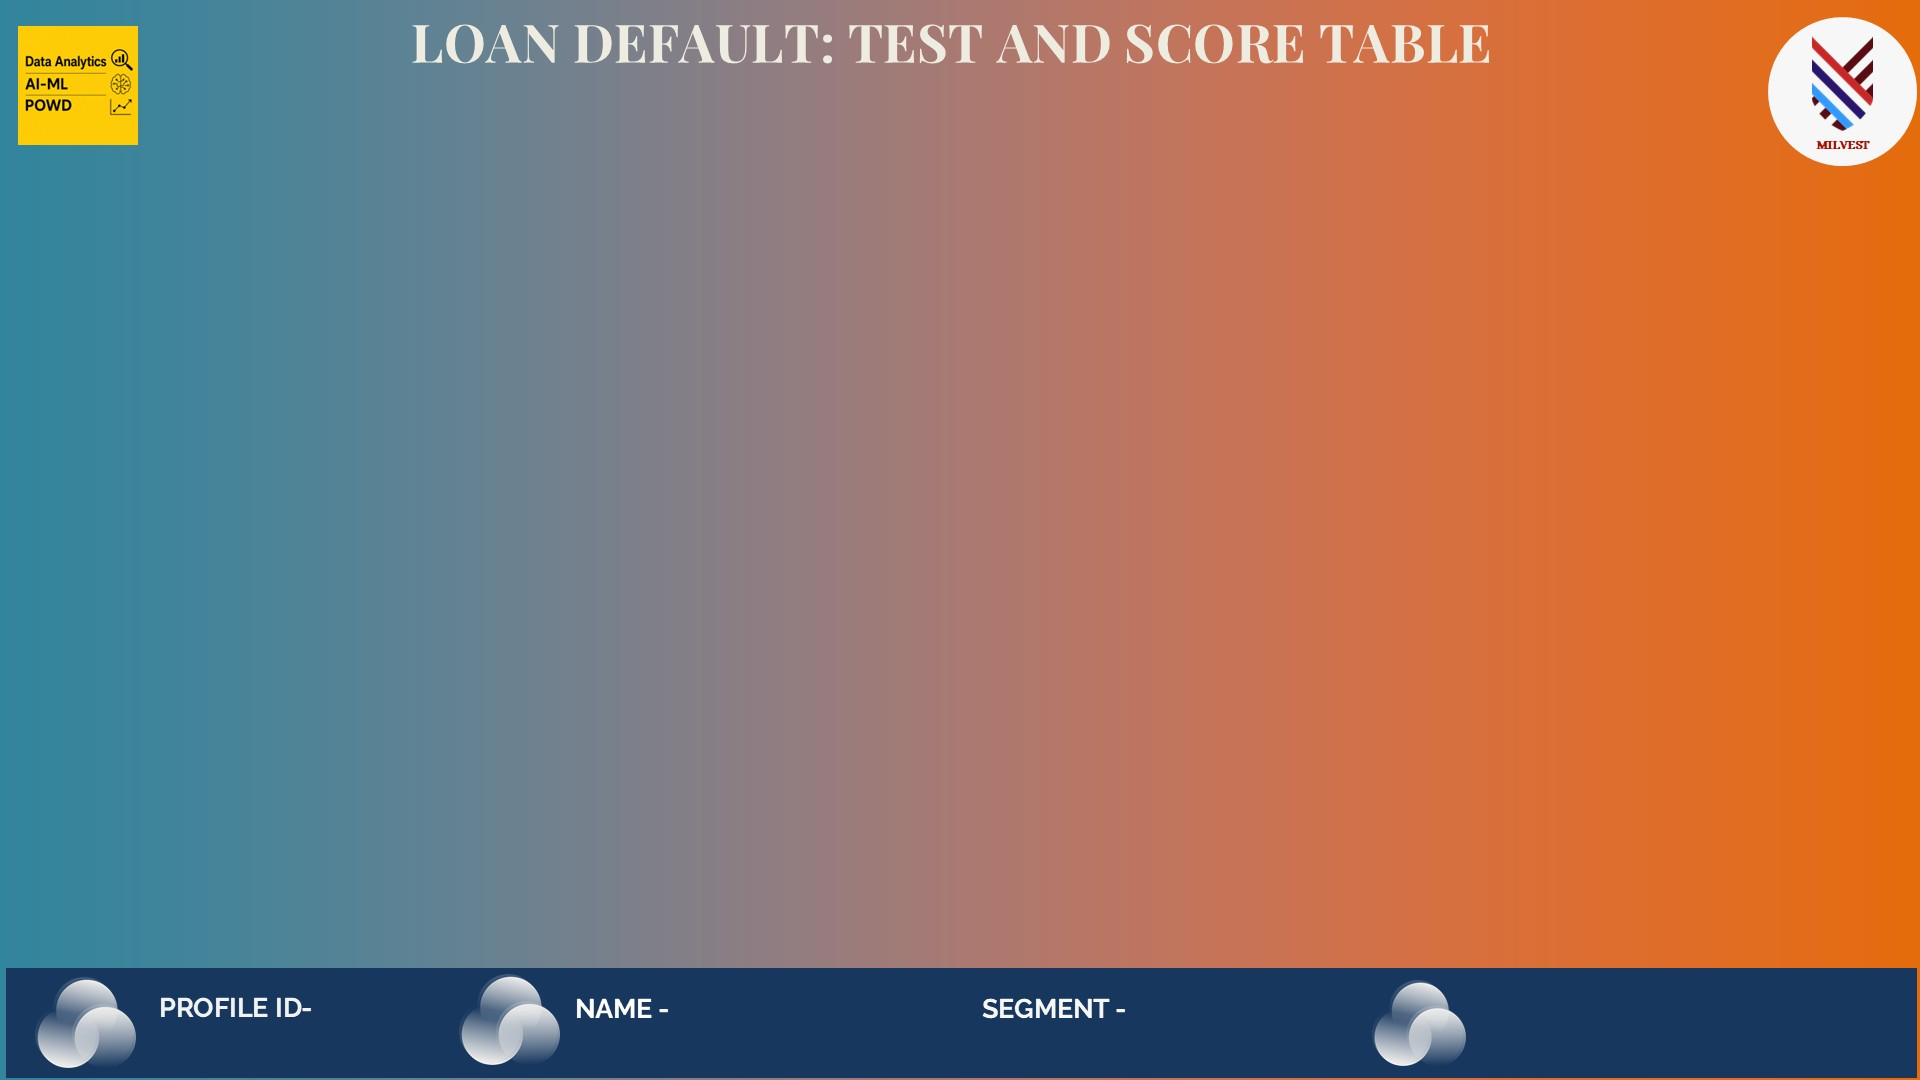 LOAN DEFAULT: TEST AND SCORE TABLE
Data Analytics
AI-ML
POWD
MILVEST
PROFILE ID-
NAME -
SEGMENT -